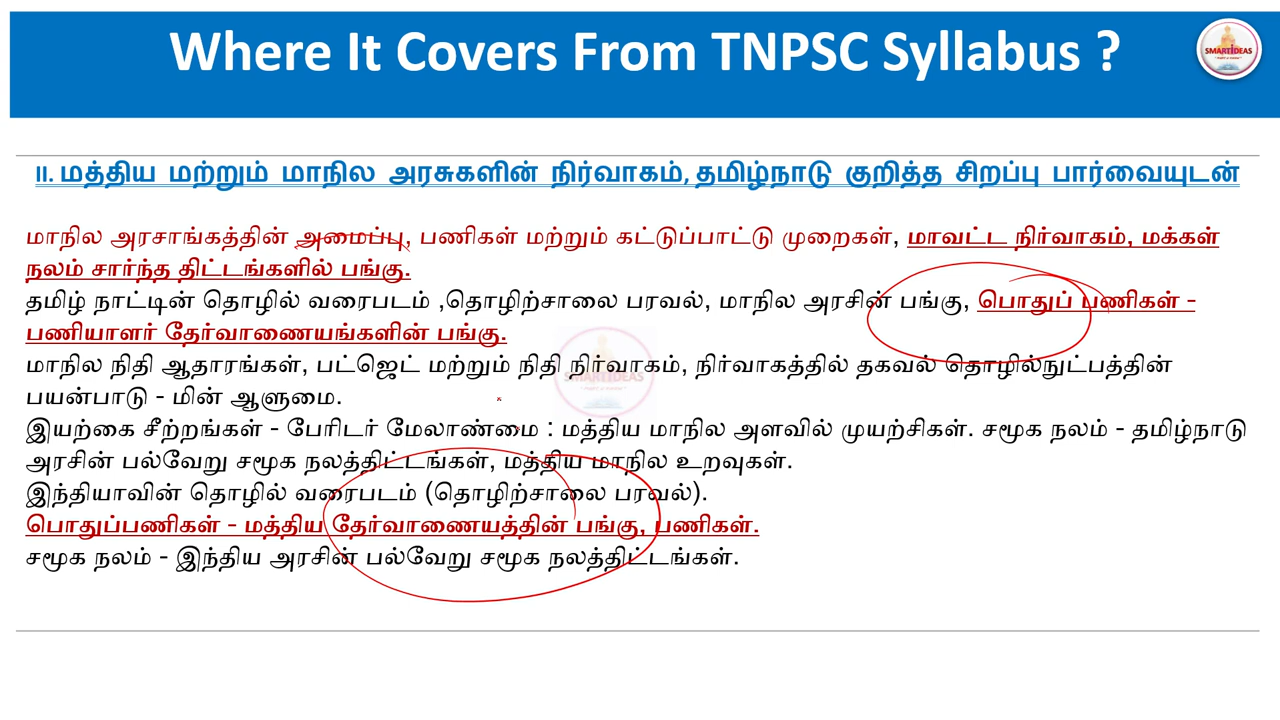 Where It Covers From TNPSC Syllabus ?
SMARTIDEAS
II. மத்திய மற்றும் மாநில அரசுகளின் நிர்வாகம், தமிழ்நாடு குறித்த சிறப்பு பார்வையுடன்
மாநில அரசாங்கத்தின் அமைப்பு, பணிகள் மற்றும் கட்டுப்பாட்டு முறைகள், மாவட்ட நிர்வாகம், மக்கள்
நலம் சார்ந்த திட்டங்களில் பங்கு.
தமிழ் நாட்டின் தொழில் வரைபடம் ,தொழிற்சாலை பரவல், மாநில அரசின் பங்கு, பொதுப் பணிகள் –
பணியாளர் தேர்வாணையங்களின் பங்கு.
மாநில நிதி ஆதாரங்கள், பட்ஜெட் மற்றும் நிதி நிர்வாகம், நிர்வாகத்தில் தகவல் தொழில்நுட்பத்தின்
பயன்பாடு – மின் ஆளுமை.
இயற்கை சீற்றங்கள் – பேரிடர் மேலாண்மை : மத்திய மாநில அளவில் முயற்சிகள். சமூக நலம் – தமிழ்நாடு
அரசின் பல்வேறு சமூக நலத்திட்டங்கள், மத்திய மாநில உறவுகள்.
இந்தியாவின் தொழில் வரைபடம் (தொழிற்சாலை பரவல்).
பொதுப்பணிகள் – மத்திய தேர்வாணையத்தின் பங்கு, பணிகள்.
சமூக நலம் – இந்திய அரசின் பல்வேறு சமூக நலத்திட்டங்கள்.
SMARTIDEAS